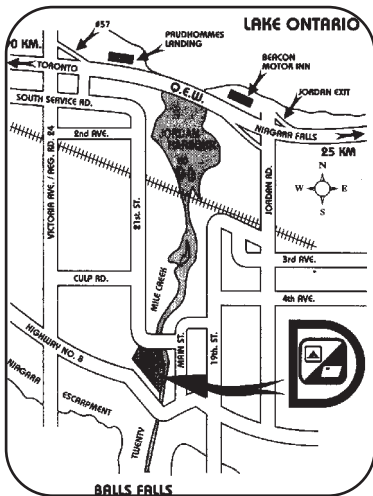 LAKE ONTARIO
#57
PRUDHOMMES
LANDING
0 KM.
TORONTO
BEACON
MOTOR INN
Q.E.W.
JORDAN EXIT
SOUTH SERVICE RD.
NIAGARA FALLS
25 KM
2nd AVE.
JORDAN
HARBOUR
VICTORIA AVE. / REG. RD. 24
21st ST.
JORDAN RD.
N
W
E
S
3rd AVE.
CULP RD.
MILE CREEK
4th AVE.
HIGHWAY NO. 8
MAIN ST.
19th. ST.
NIAGARA
ESCARPMENT
TWENTY
BALLS FALLS